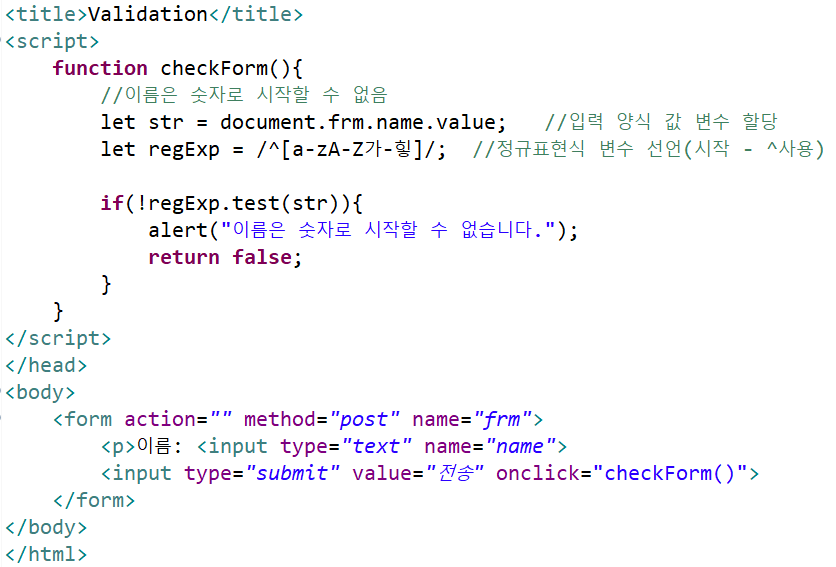 <title>Validation</title>
<script>
    function checkForm(){
        //이름은 숫자로 시작할 수 없음
        let str = document.frm.name.value;   //입력 양식 값 변수 할당
        let regExp = /^[a-zA-Z가-힣]/;  //정규표현식 변수 선언(시작 - ^사용)

        if(!regExp.test(str)){
            alert("이름은 숫자로 시작할 수 없습니다.");
            return false;
        }
    }
</script>
</head>
<body>
    <form action="" method="post" name="frm">
        <p>이름: <input type="text" name="name">
        <input type="submit" value="전송" onclick="checkForm()">
    </form>
</body>
</html>